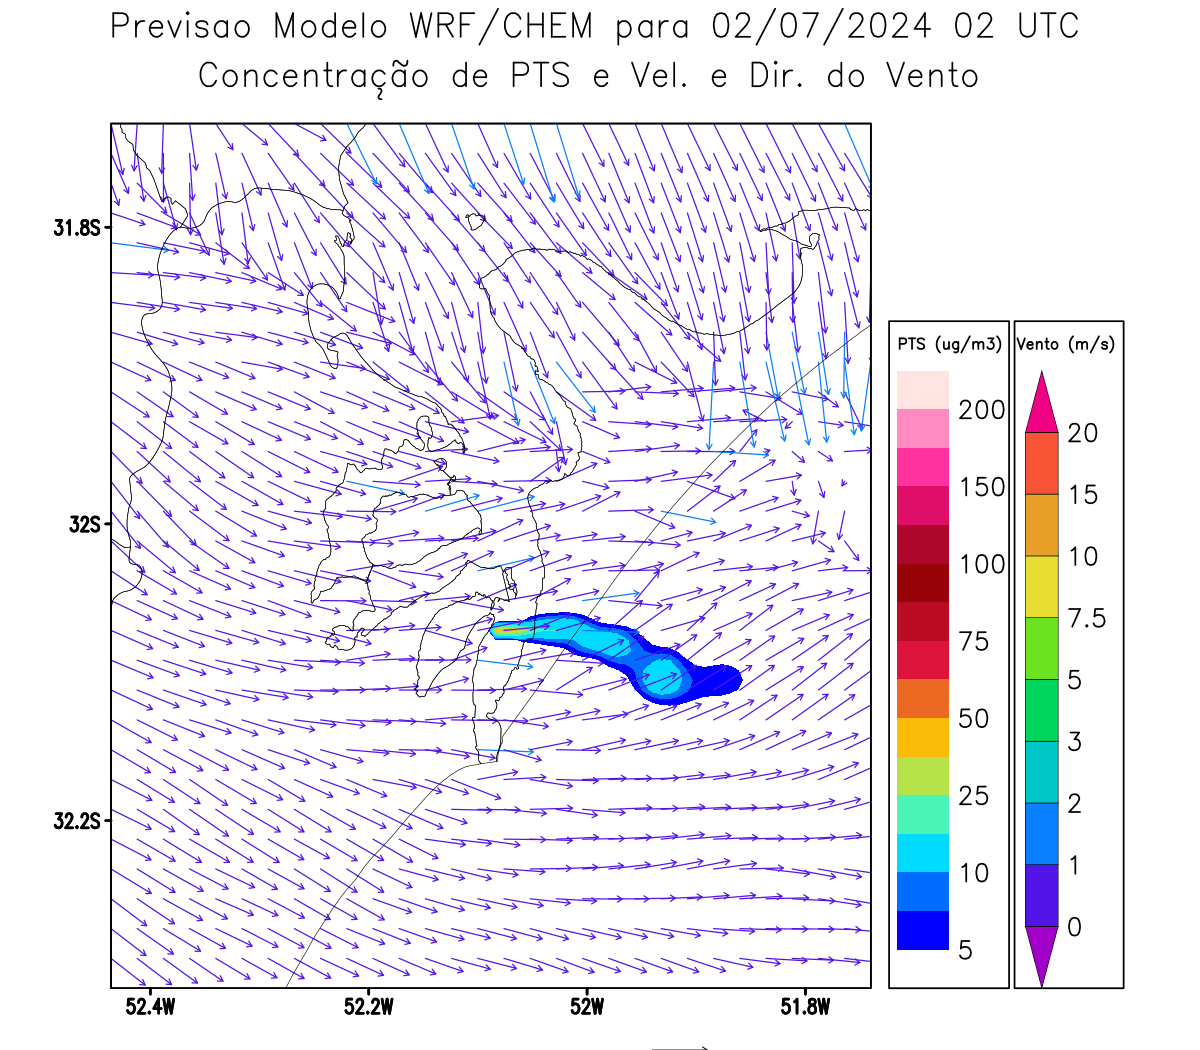 Previsao Modelo WRF/CHEM para 02/07/2024 02 UTC
Concentração de PTS e Vel. e Dir. do Vento
31.8S
32S
32.2S
52.4W
52.2W
52W
51.8W
PTS (ug/m3)
200
150
100
75
50
25
10
5
Vento (m/s)
20
15
10
7.5
5
3
2
1
0